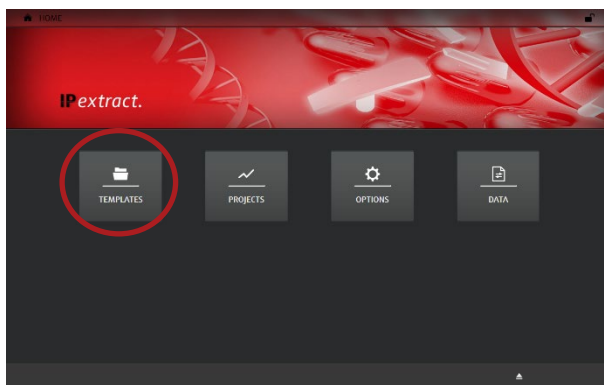 HOME
IPextract.
TEMPLATES
PROJECTS
OPTIONS
DATA